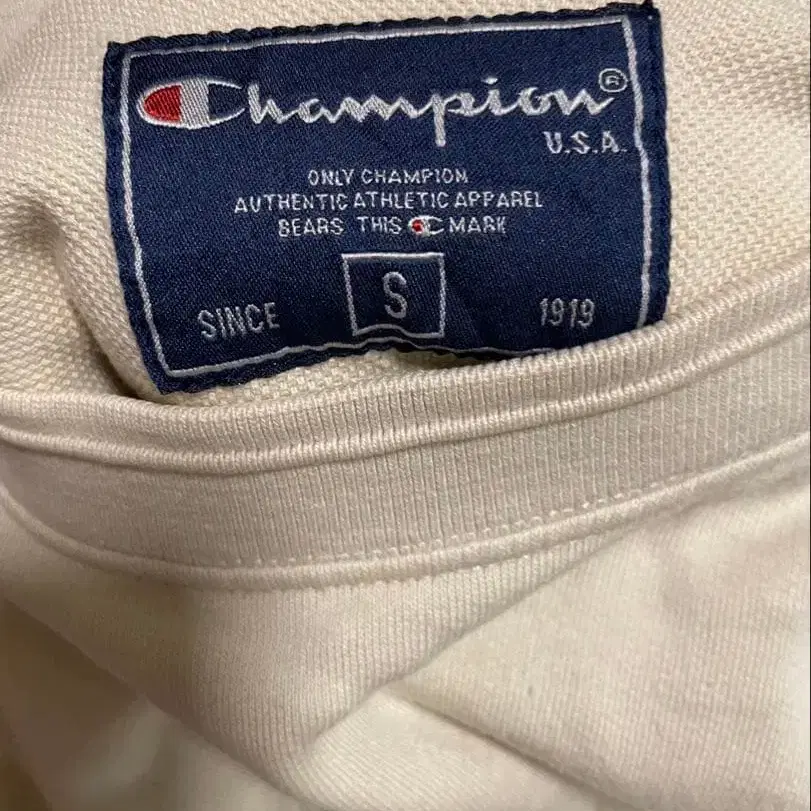 Champion®
U.S.A.
ONLY CHAMPION
AUTHENTIC ATHLETIC APPAREL
BEARS THIS C MARK
S
SINCE 1919